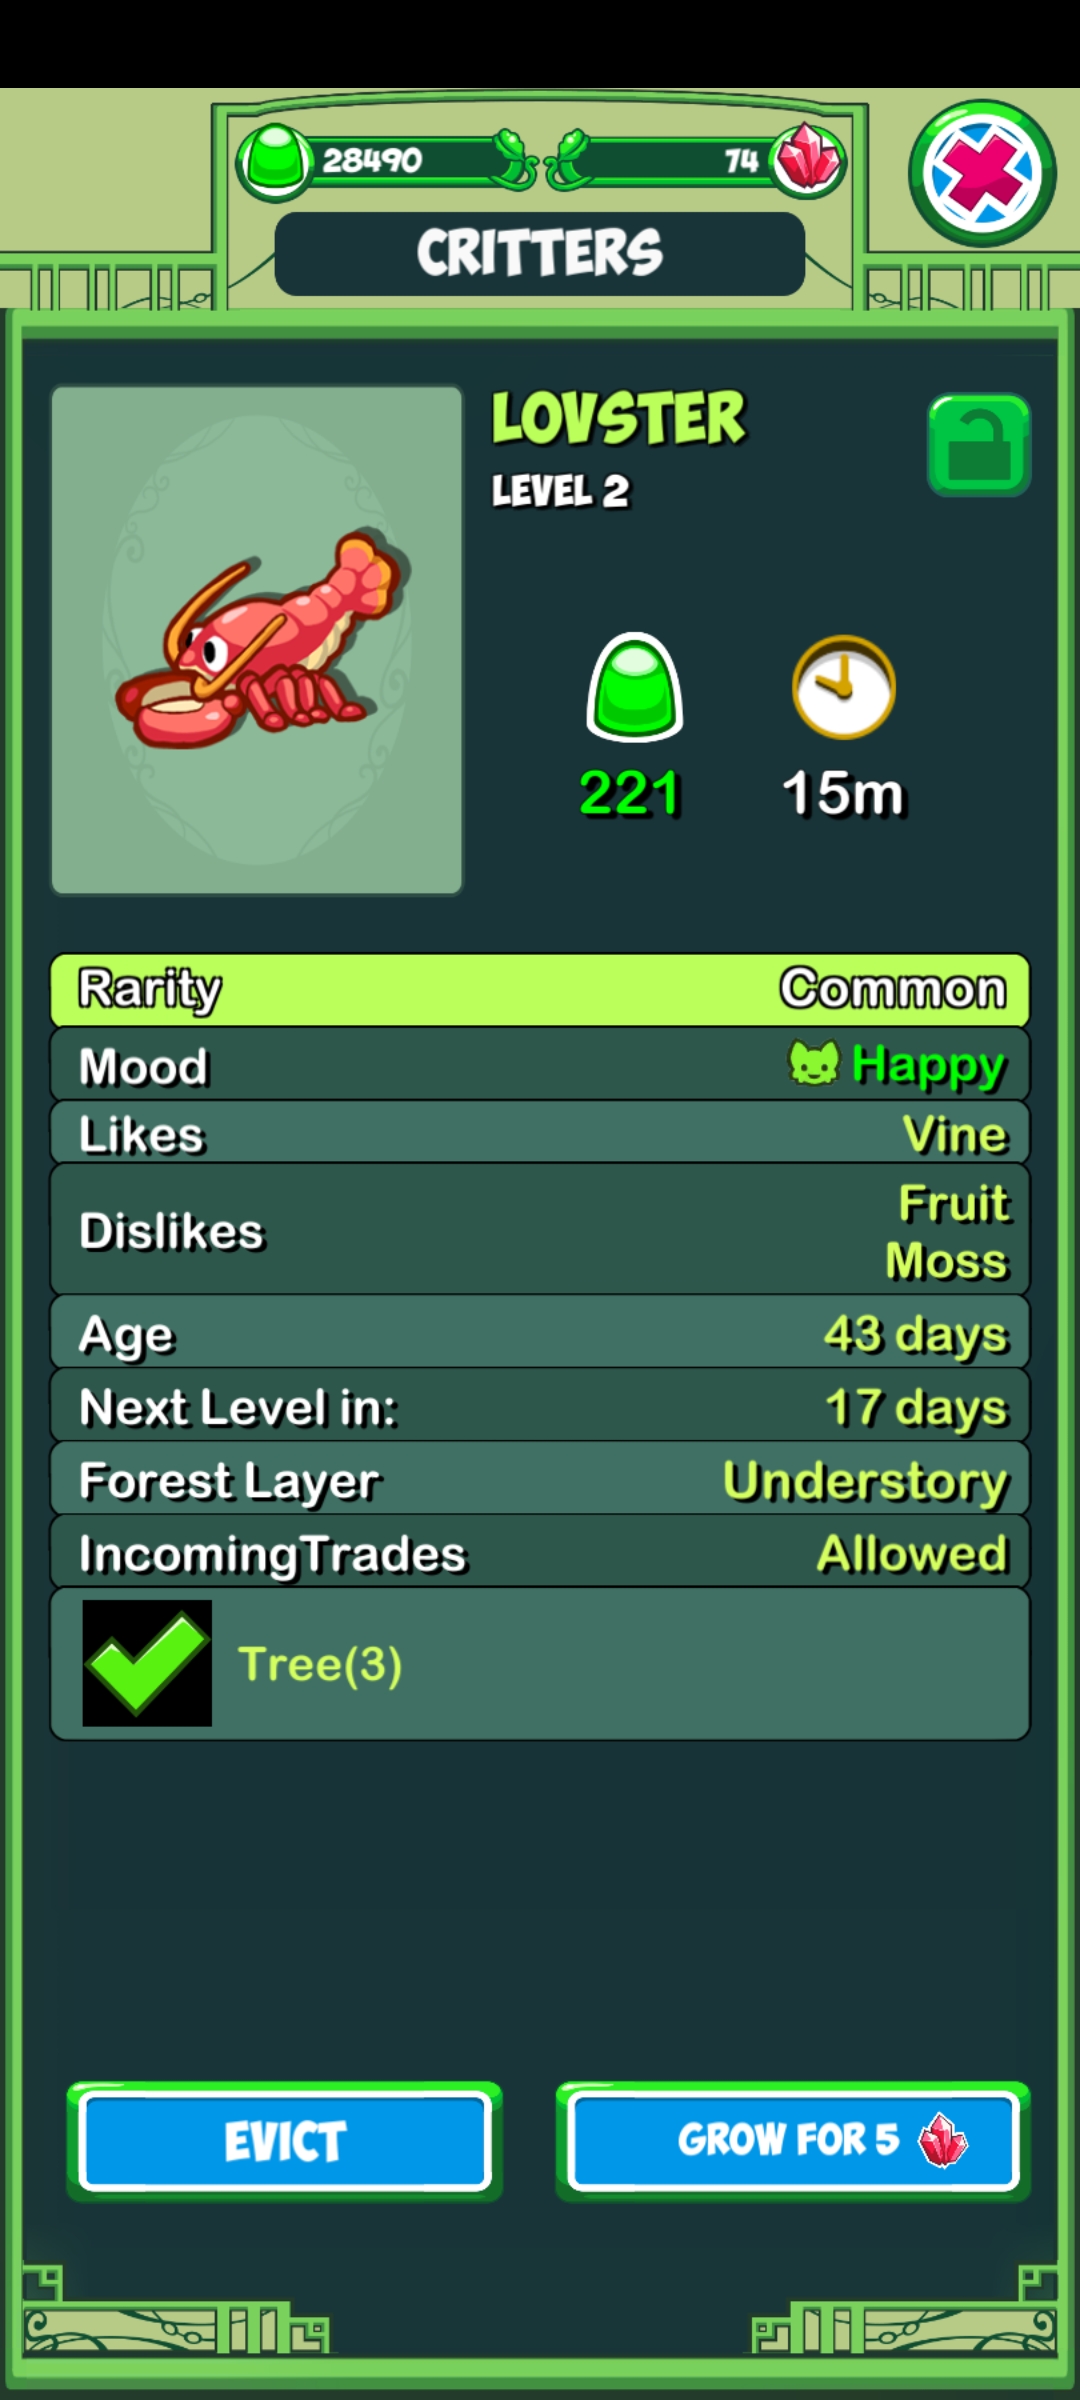 28490
74
CRITTERS
LOVSTER
LEVEL 2
221
15m
Rarity Common
Mood Happy
Likes Vine
Dislikes Fruit
Moss
Age 43 days
Next Level in: 17 days
Forest Layer Understory
IncomingTrades Allowed
Tree(3)
EVICT
GROW FOR 5